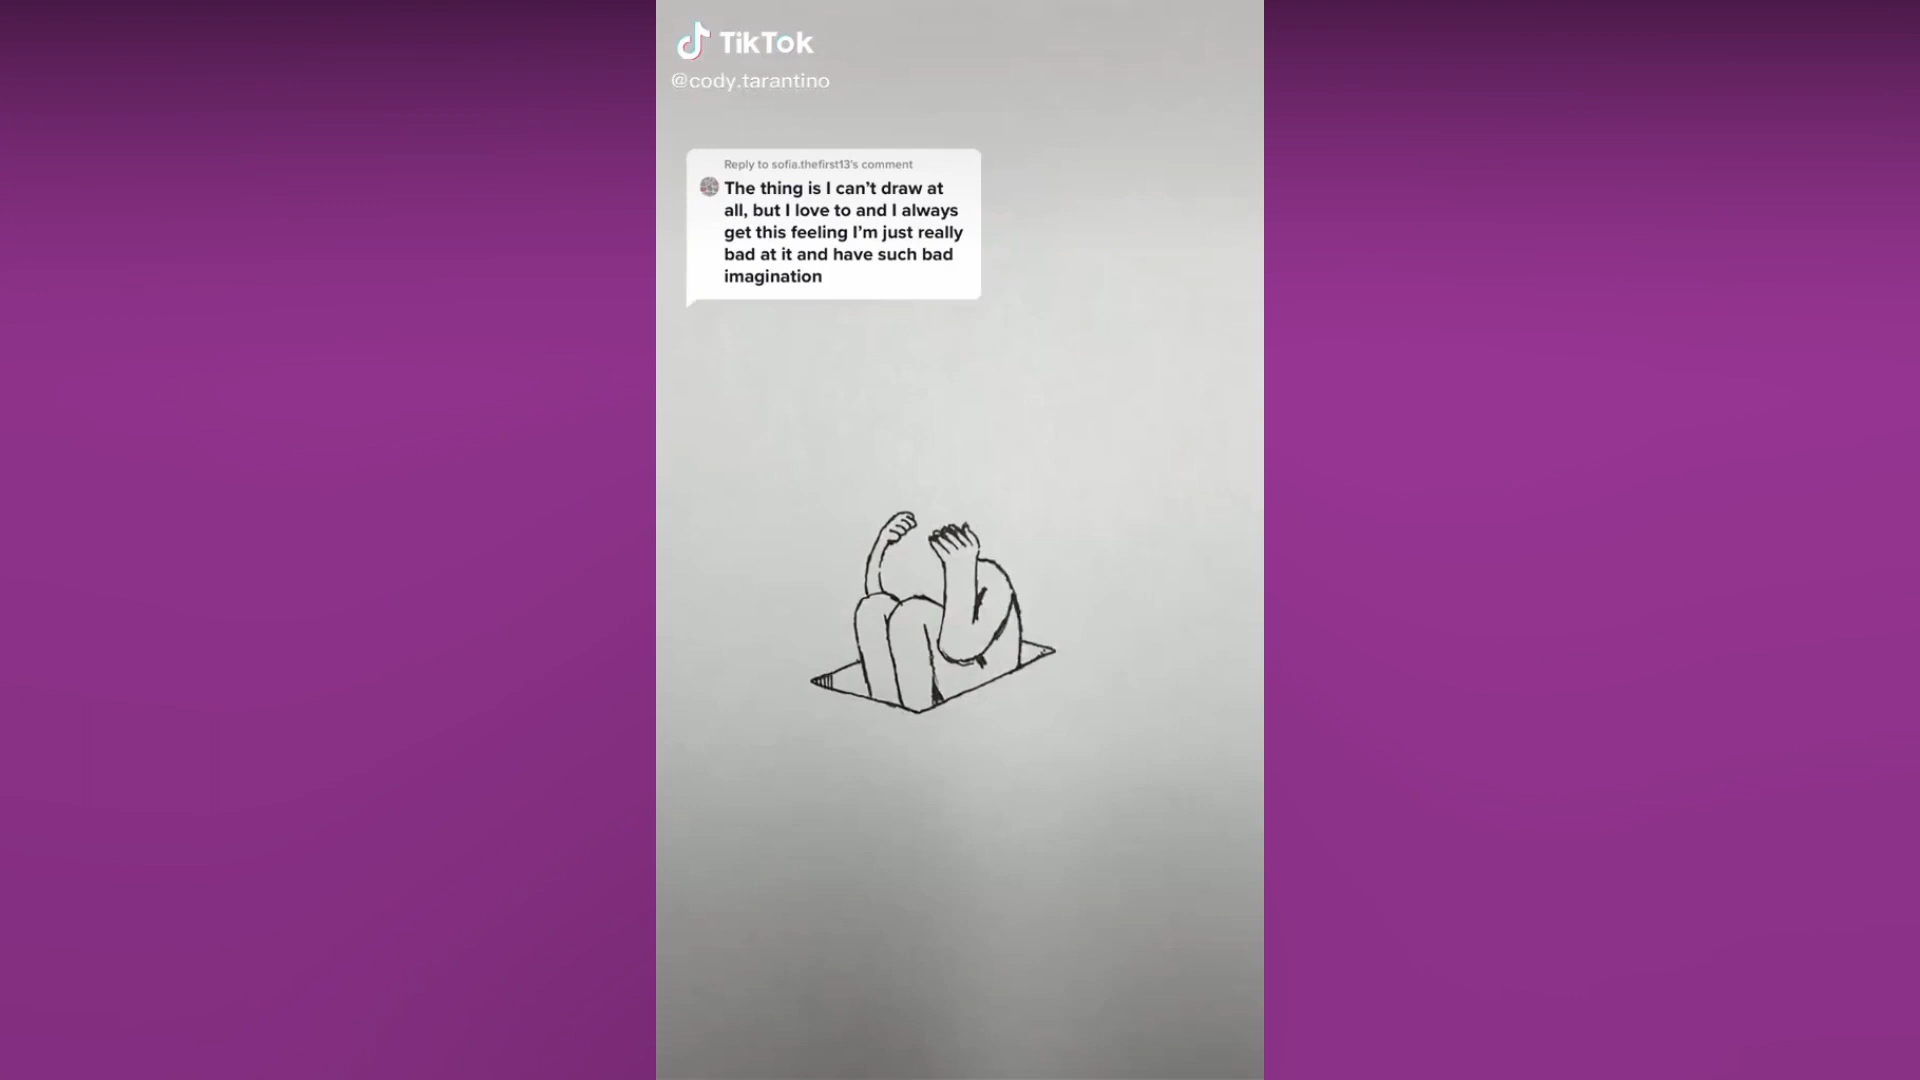 TikTok
@cody.tarantino
Reply to sofia.thefirst13's comment
The thing is I can't draw at
all, but I love to and I always
get this feeling I'm just really
bad at it and have such bad
imagination